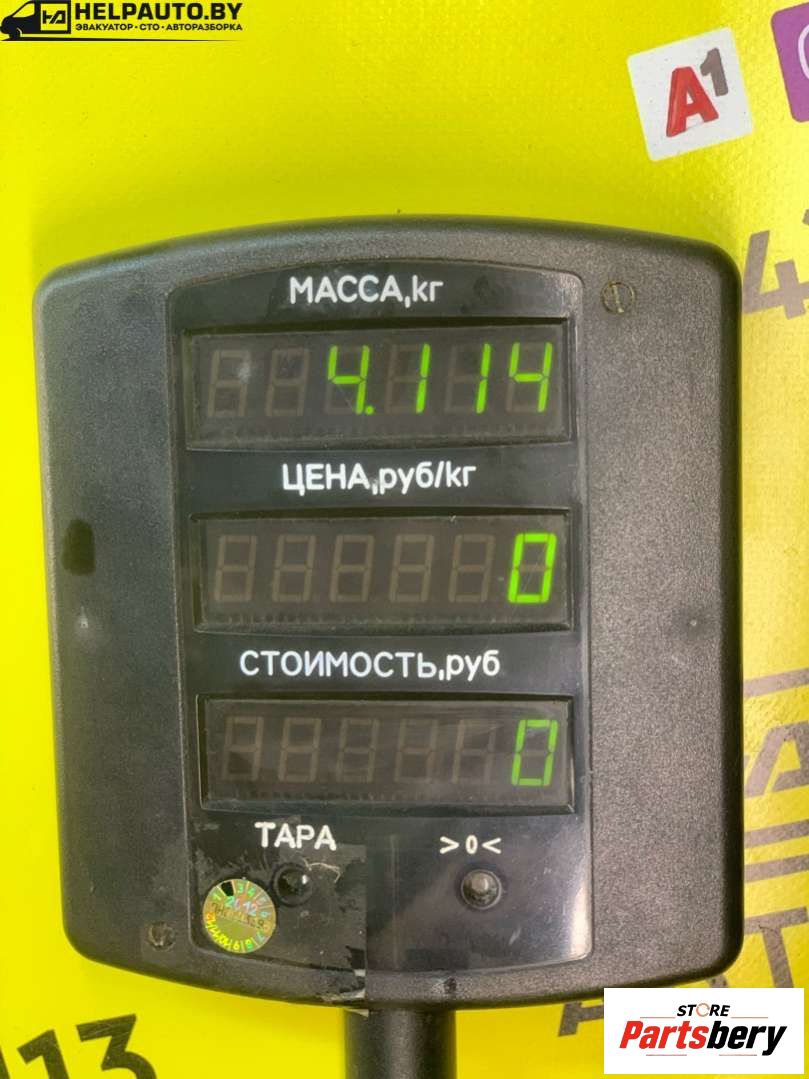 HELPAUTO.BY
ЭВАКУАТОР · СТО · АВТОРАЗБОРКА
A1
МАССА,кг
4.114
ЦЕНА,руб/кг
0
СТОИМОСТЬ,руб
0
ТАРА
>0<
13
STORE
Partsbery